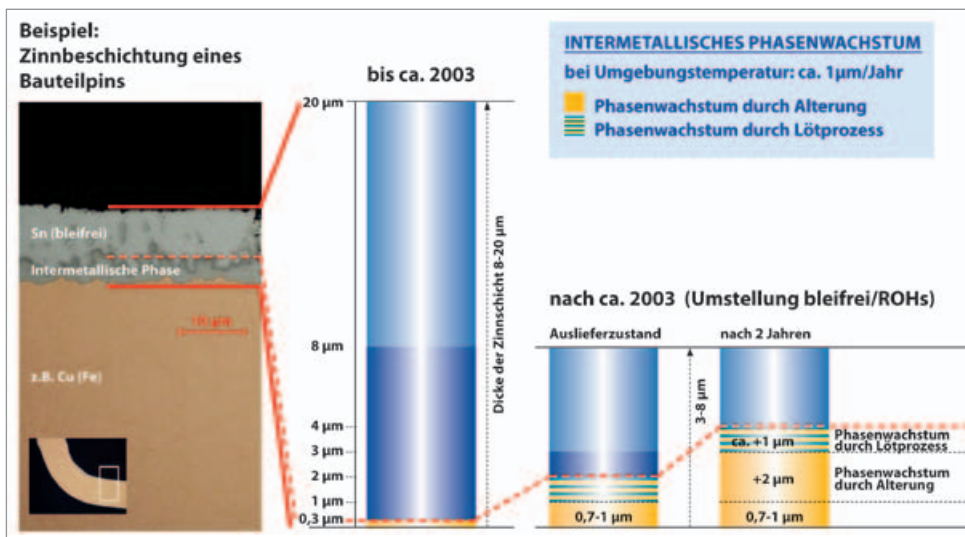 Beispiel:
Zinnbeschichtung eines
Bauteilpins
bis ca. 2003
INTERMETALLISCHES PHASENWACHSTUM
bei Umgebungstemperatur: ca. 1µm/Jahr
Phasenwachstum durch Alterung
Phasenwachstum durch Lötprozess
Sn (bleifrei)
Intermetallische Phase
z.B. Cu (Fe)
20 µm
8 µm
4 µm
3 µm
2 µm
1 µm
0,3 µm
Dicke der Zinnschicht 8-20 µm
nach ca. 2003 (Umstellung bleifrei/ROHs)
Auslieferzustand
nach 2 Jahren
3-8 µm
ca. +1 µm
Phasenwachstum
durch Lötprozess
+2 µm
Phasenwachstum
durch Alterung
0,7-1 µm
0,7-1 µm